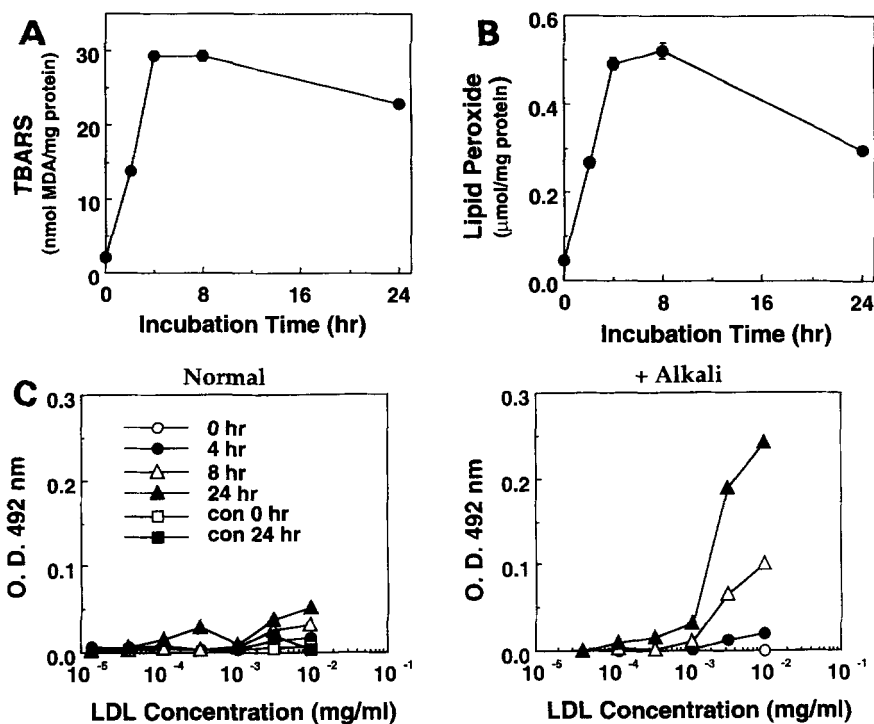 A
TBARS
(nmol MDA/mg protein)
30
20
10
0
0 8 16 24
Incubation Time (hr)
B
Lipid Peroxide
(μmol/mg protein)
0.6
0.4
0.2
0.0
0 8 16 24
Incubation Time (hr)
C
Normal
O. D. 492 nm
0.3
0.2
0.1
0.0
0 hr
4 hr
8 hr
24 hr
con 0 hr
con 24 hr
10-5 10-4 10-3 10-2 10-1
LDL Concentration (mg/ml)
+ Alkali
O. D. 492 nm
0.3
0.2
0.1
0.0
10-5 10-4 10-3 10-2 10-1
LDL Concentration (mg/ml)